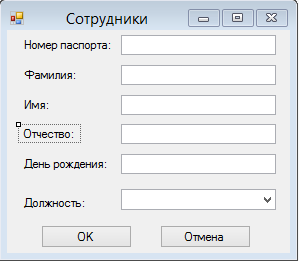 Сотрудники
Номер паспорта:
Фамилия:
Имя:
Отчество:
День рождения:
Должность:
OK
Отмена